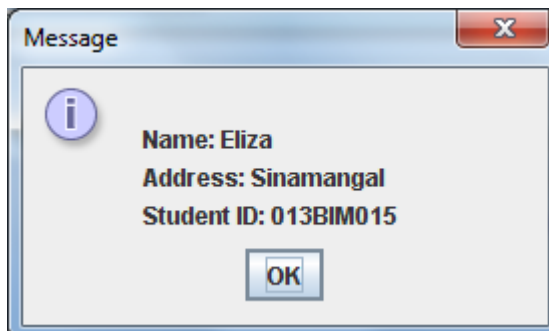 Message
Name: Eliza
Address: Sinamangal
Student ID: 013BIM015
OK